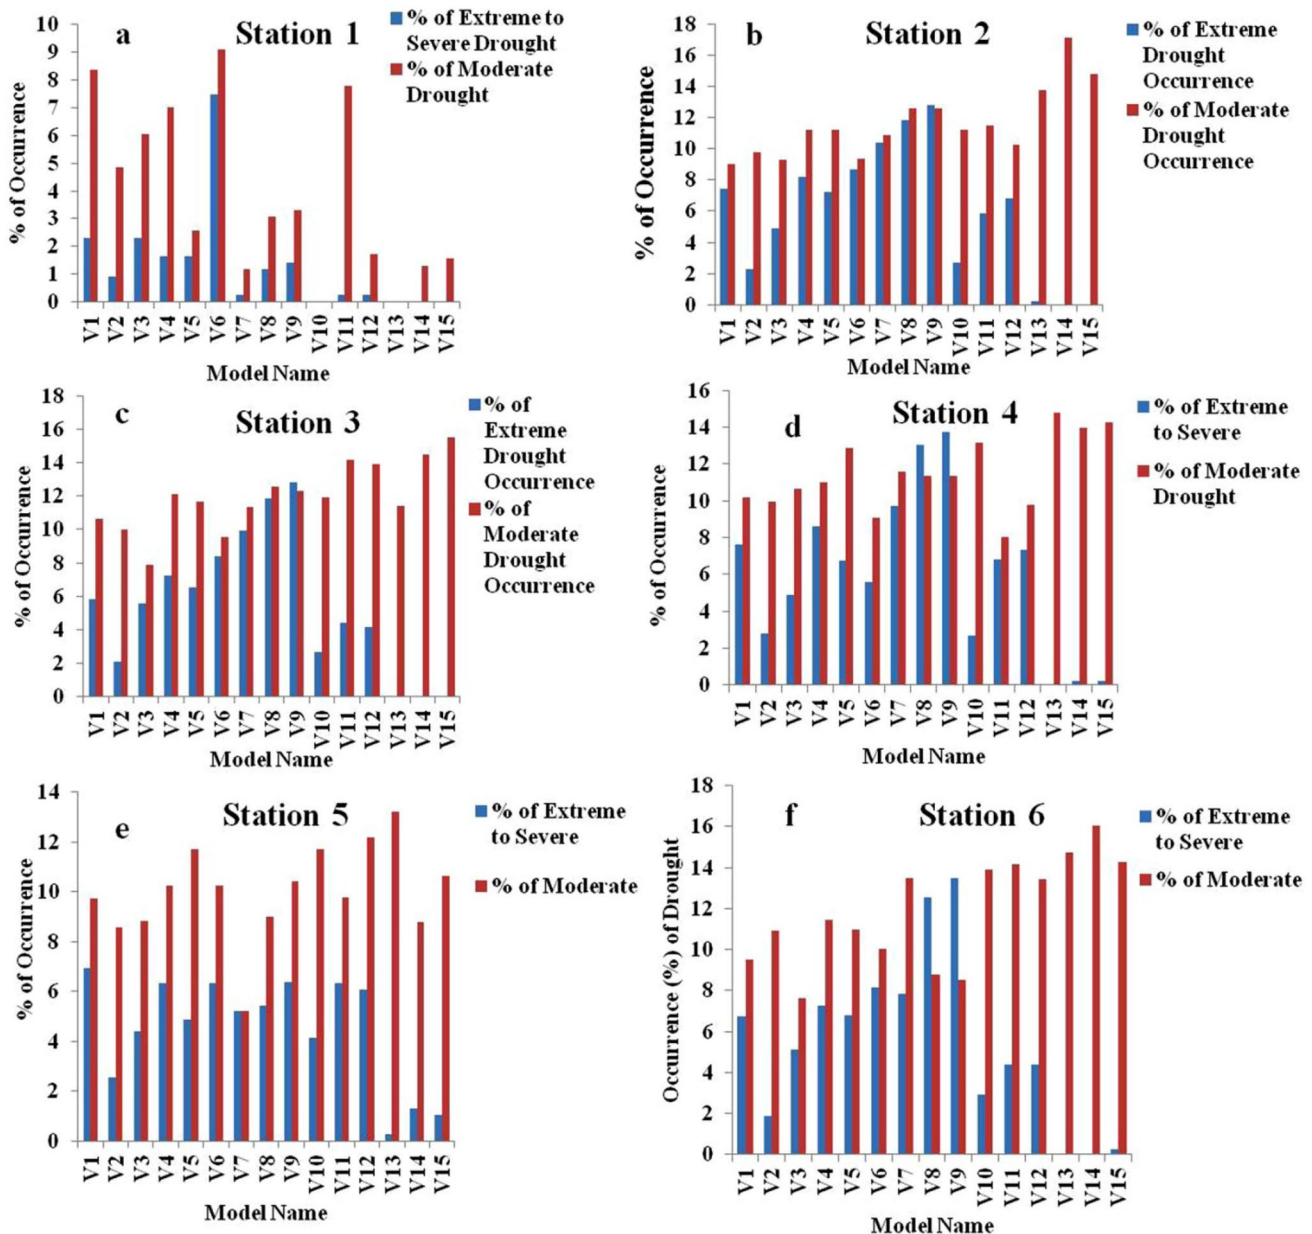 a
Station 1
% of Extreme to
Severe Drought
% of Moderate
Drought
% of Occurrence
10
9
8
7
6
5
4
3
2
1
0
V1 V2 V3 V4 V5 V6 V7 V8 V9 V10 V11 V12 V13 V14 V15
Model Name
b
Station 2
% of Extreme
Drought
Occurrence
% of Moderate
Drought
Occurrence
% of Occurrence
18
16
14
12
10
8
6
4
2
0
V1 V2 V3 V4 V5 V6 V7 V8 V9 V10 V11 V12 V13 V14 V15
Model Name
c
Station 3
% of
Extreme
Drought
Occurrence
% of
Moderate
Drought
Occurrence
% of Occurrence
18
16
14
12
10
8
6
4
2
0
V1 V2 V3 V4 V5 V6 V7 V8 V9 V10 V11 V12 V13 V14 V15
Model Name
d
Station 4
% of Extreme
to Severe
% of Moderate
Drought
% of Occurrence
16
14
12
10
8
6
4
2
0
V1 V2 V3 V4 V5 V6 V7 V8 V9 V10 V11 V12 V13 V14 V15
Model Name
e
Station 5
% of Extreme
to Severe
% of Moderate
% of Occurrence
14
12
10
8
6
4
2
0
V1 V2 V3 V4 V5 V6 V7 V8 V9 V10 V11 V12 V13 V14 V15
Model Name
f
Station 6
% of Extreme
to Severe
% of Moderate
Occurrence (%) of Drought
18
16
14
12
10
8
6
4
2
0
V1 V2 V3 V4 V5 V6 V7 V8 V9 V10 V11 V12 V13 V14 V15
Model Name